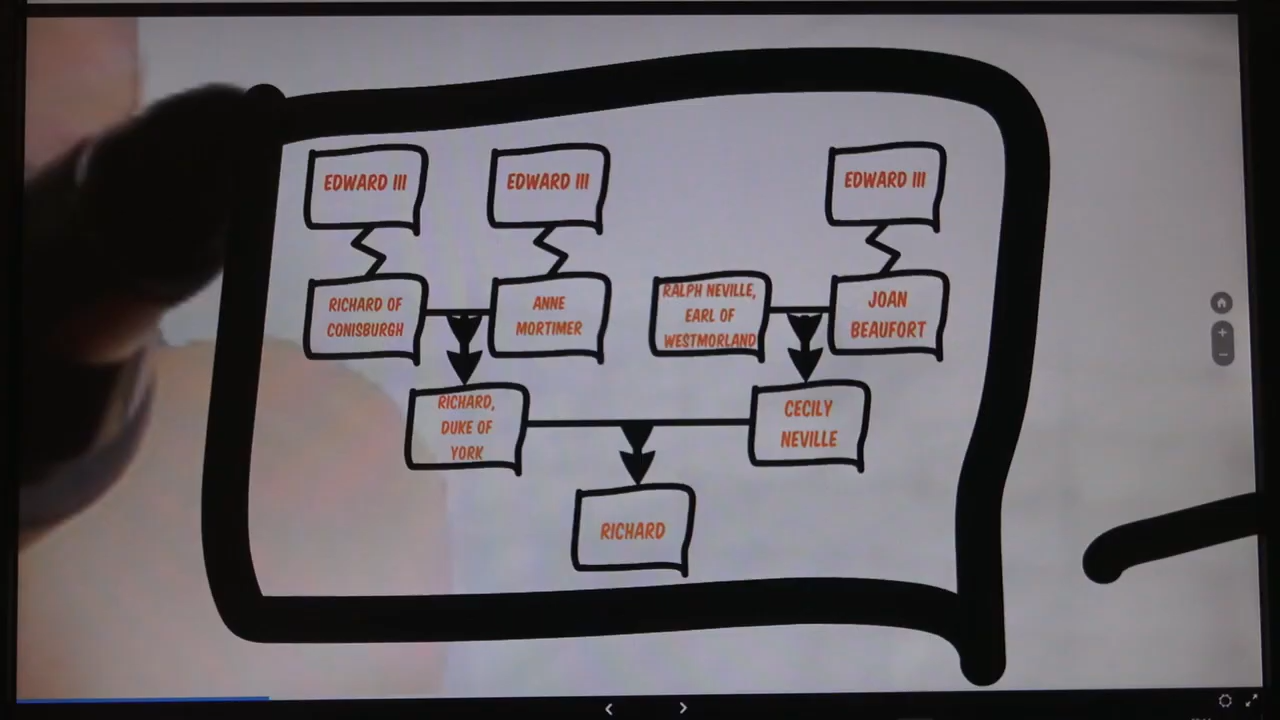 EDWARD III
EDWARD III
EDWARD III
RICHARD OF
CONISBURGH
ANNE
MORTIMER
RALPH NEVILLE,
EARL OF
WESTMORLAND
JOAN
BEAUFORT
RICHARD,
DUKE OF
YORK
CECILY
NEVILLE
RICHARD